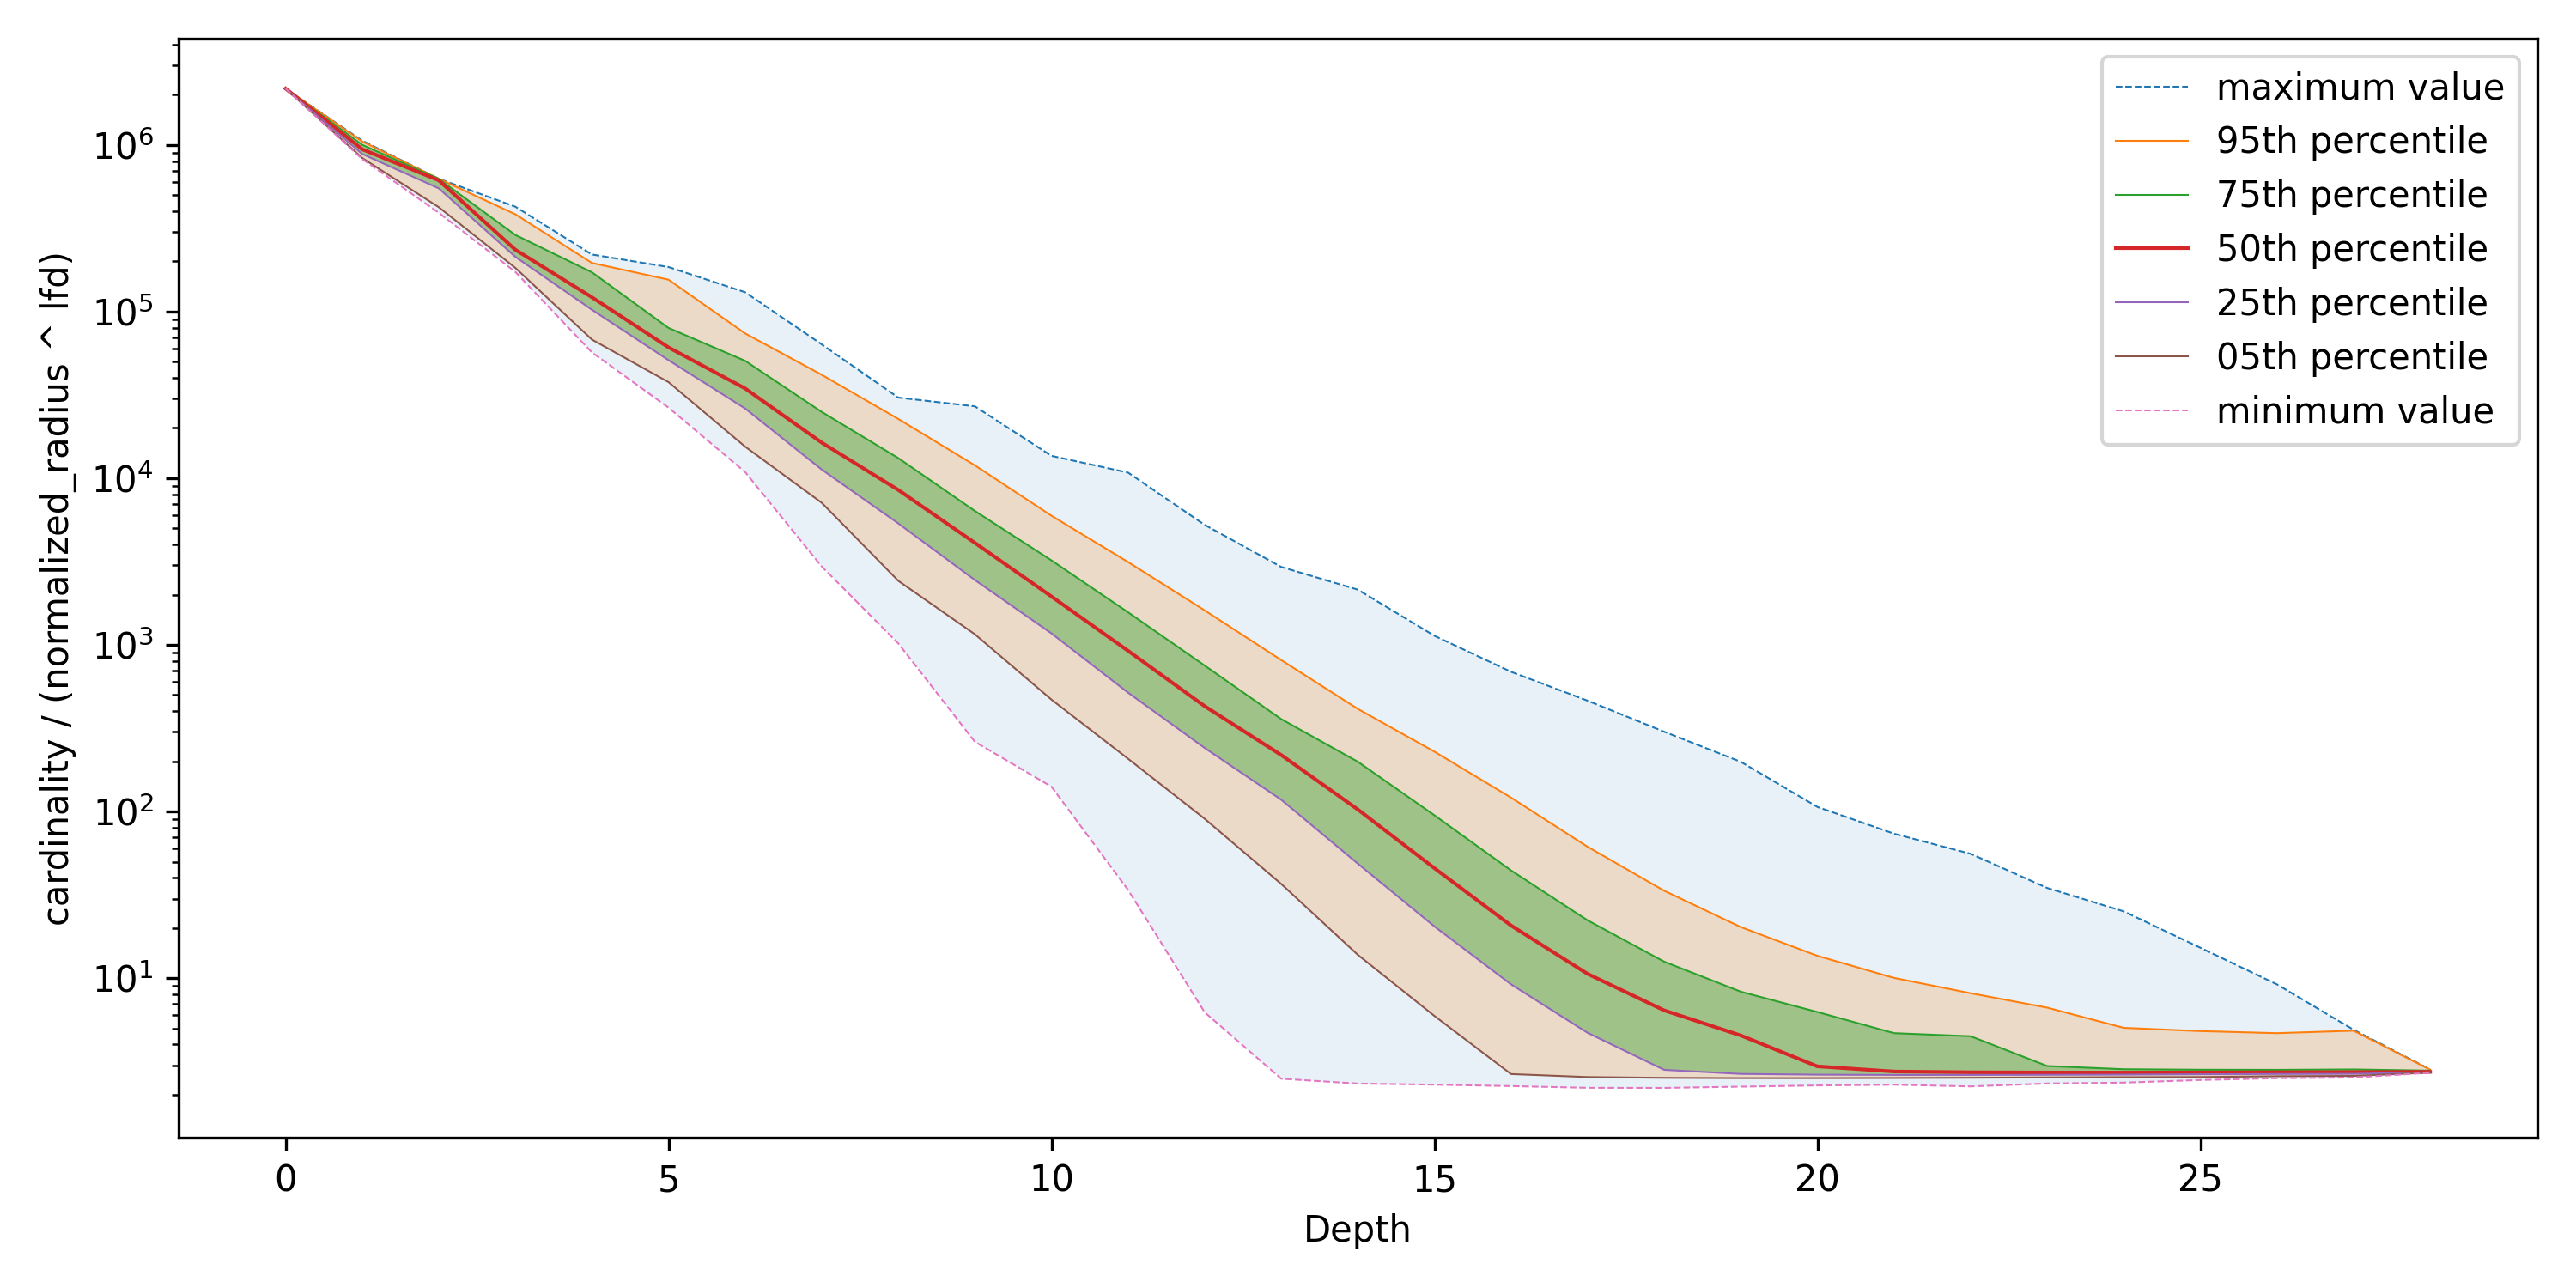 maximum value
95th percentile
75th percentile
50th percentile
25th percentile
05th percentile
minimum value
cardinality / (normalized_radius ^ lfd)
10⁶
10⁵
10⁴
10³
10²
10¹
0 5 10 15 20 25
Depth